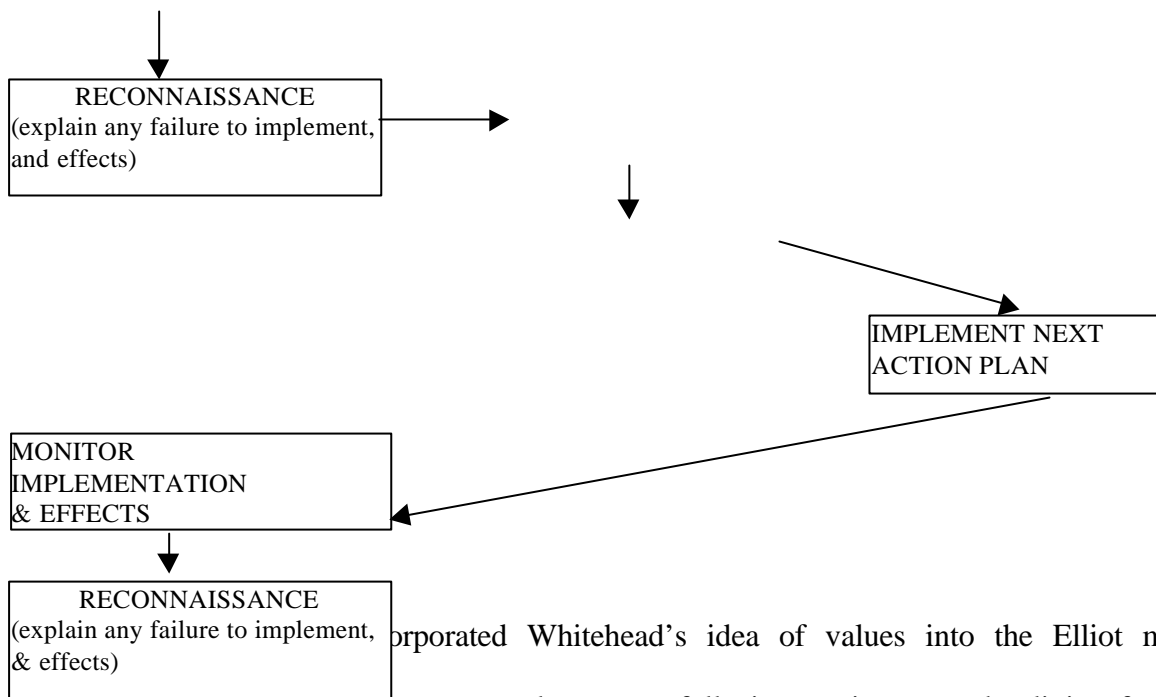 RECONNAISSANCE
(explain any failure to implement,
and effects)
IMPLEMENT NEXT
ACTION PLAN
MONITOR
IMPLEMENTATION
& EFFECTS
RECONNAISSANCE
(explain any failure to implement,
& effects)
orporated Whitehead's idea of values into the Elliot